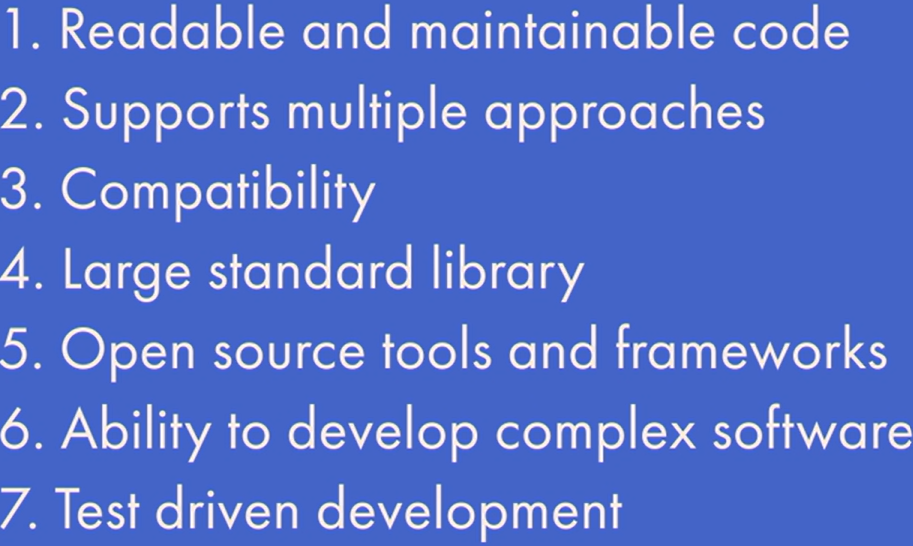 1. Readable and maintainable code
2. Supports multiple approaches
3. Compatibility
4. Large standard library
5. Open source tools and frameworks
6. Ability to develop complex software
7. Test driven development